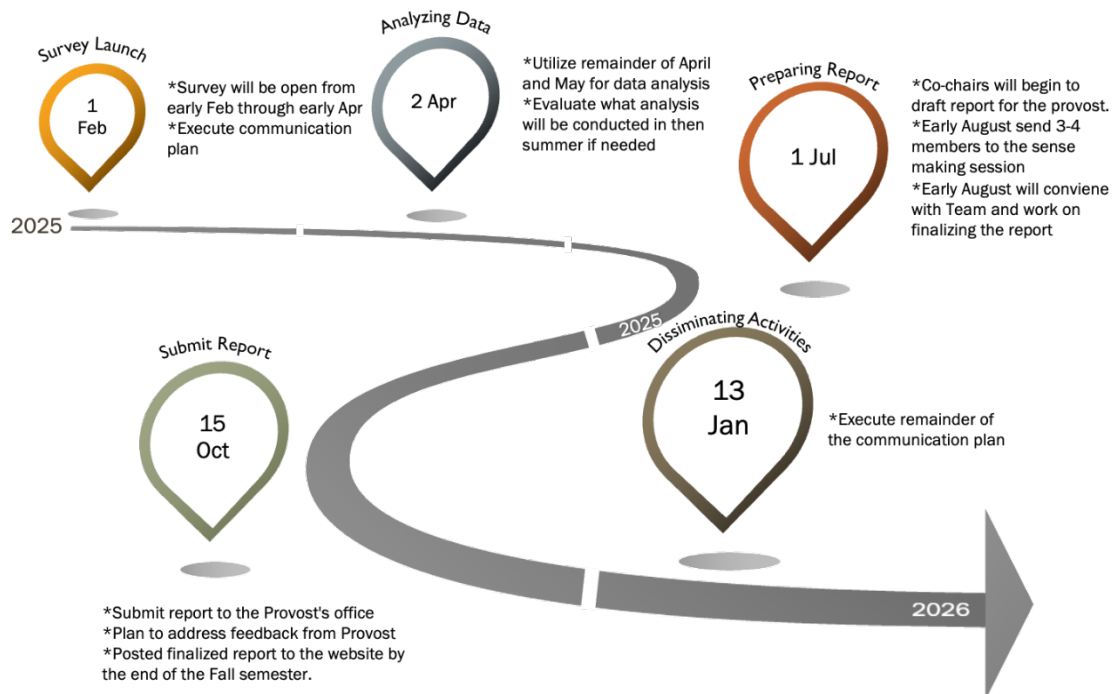 Survey Launch
1
Feb
*Survey will be open from
early Feb through early Apr
*Execute communication
plan
Analyzing Data
2 Apr
*Utilize remainder of April
and May for data analysis
*Evaluate what analysis
will be conducted in then
summer if needed
Preparing Report
1 Jul
*Co-chairs will begin to
draft report for the provost.
*Early August send 3-4
members to the sense
making session
*Early August will conviene
with Team and work on
finalizing the report
2025
2025
Submit Report
15
Oct
*Submit report to the Provost's office
*Plan to address feedback from Provost
*Posted finalized report to the website by
the end of the Fall semester.
Dissiminating Activities
13
Jan
*Execute remainder of
the communication plan
2026